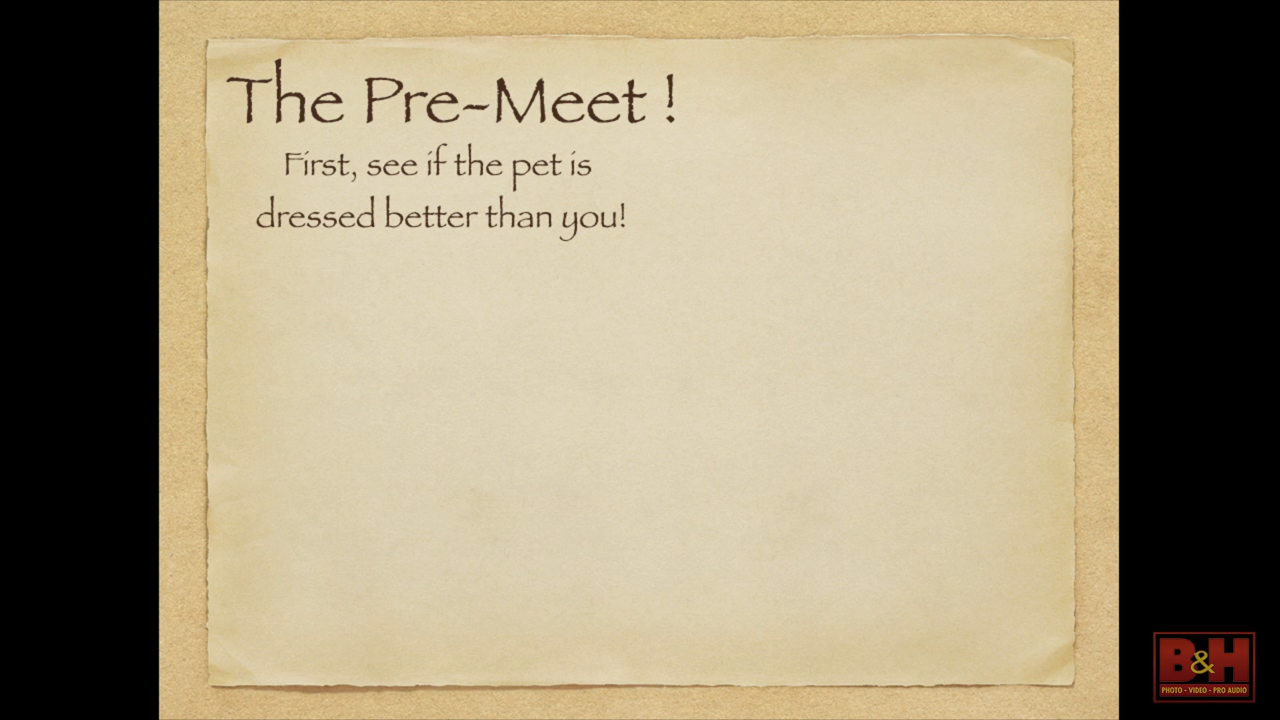 The Pre-Meet !
First, see if the pet is
dressed better than you!
B&H
PHOTO - VIDEO - PRO AUDIO